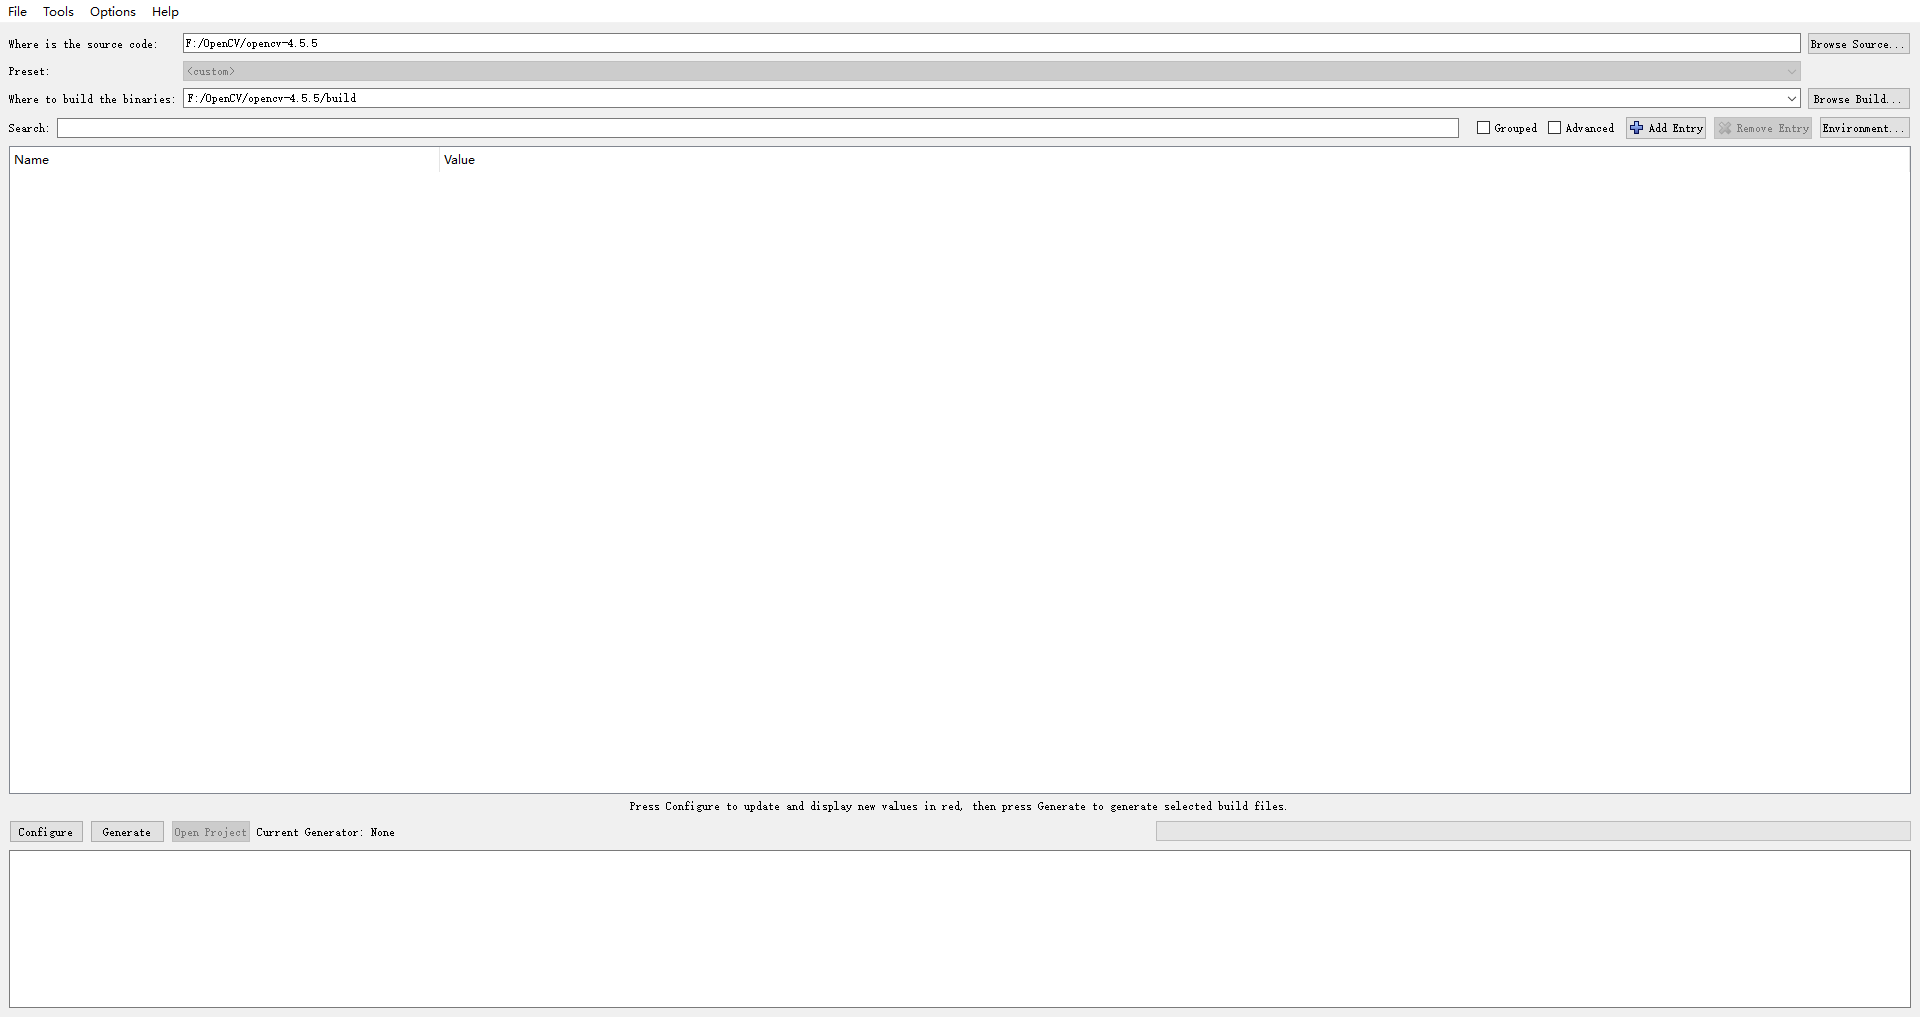 File Tools Options Help
Where is the source code: F:/OpenCV/opencv-4.5.5 Browse Source...
Preset: <custom>
Where to build the binaries: F:/OpenCV/opencv-4.5.5/build Browse Build...
Search: Grouped Advanced Add Entry Remove Entry Environment...
Name Value
Press Configure to update and display new values in red, then press Generate to generate selected build files.
Configure Generate Open Project Current Generator: None